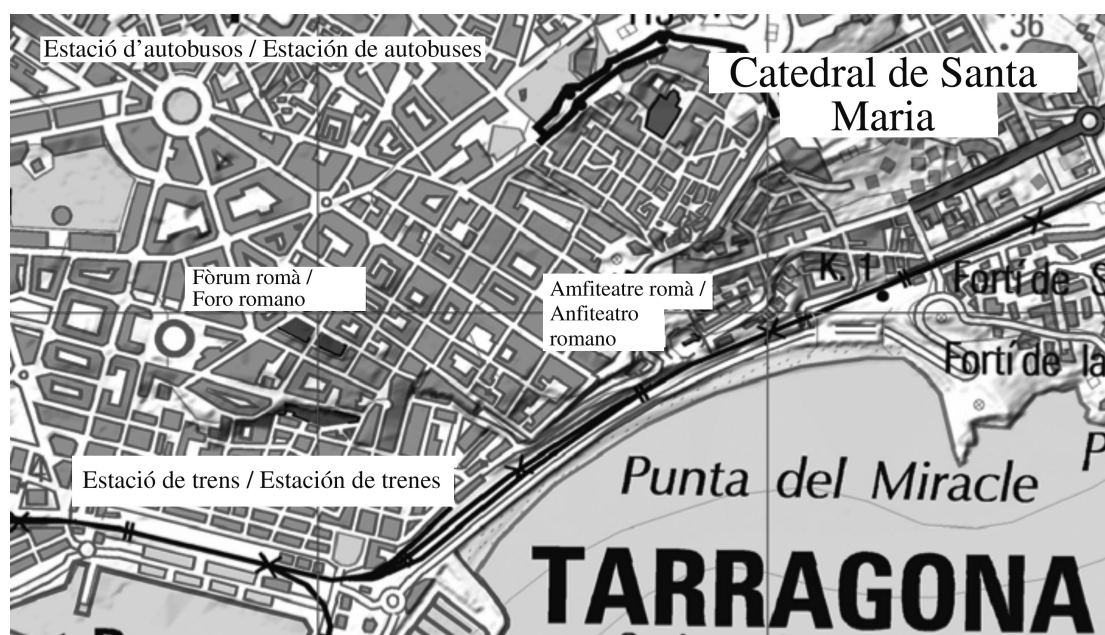 36
Estació d'autobusos / Estación de autobuses
Catedral de Santa
Maria
Fòrum romà /
Foro romano
K. 1
Fortí de S
Amfiteatre romà /
Anfiteatro
romano
Fortí de la
Estació de trens / Estación de trenes
Punta del Miracle
P
TARRAGONA